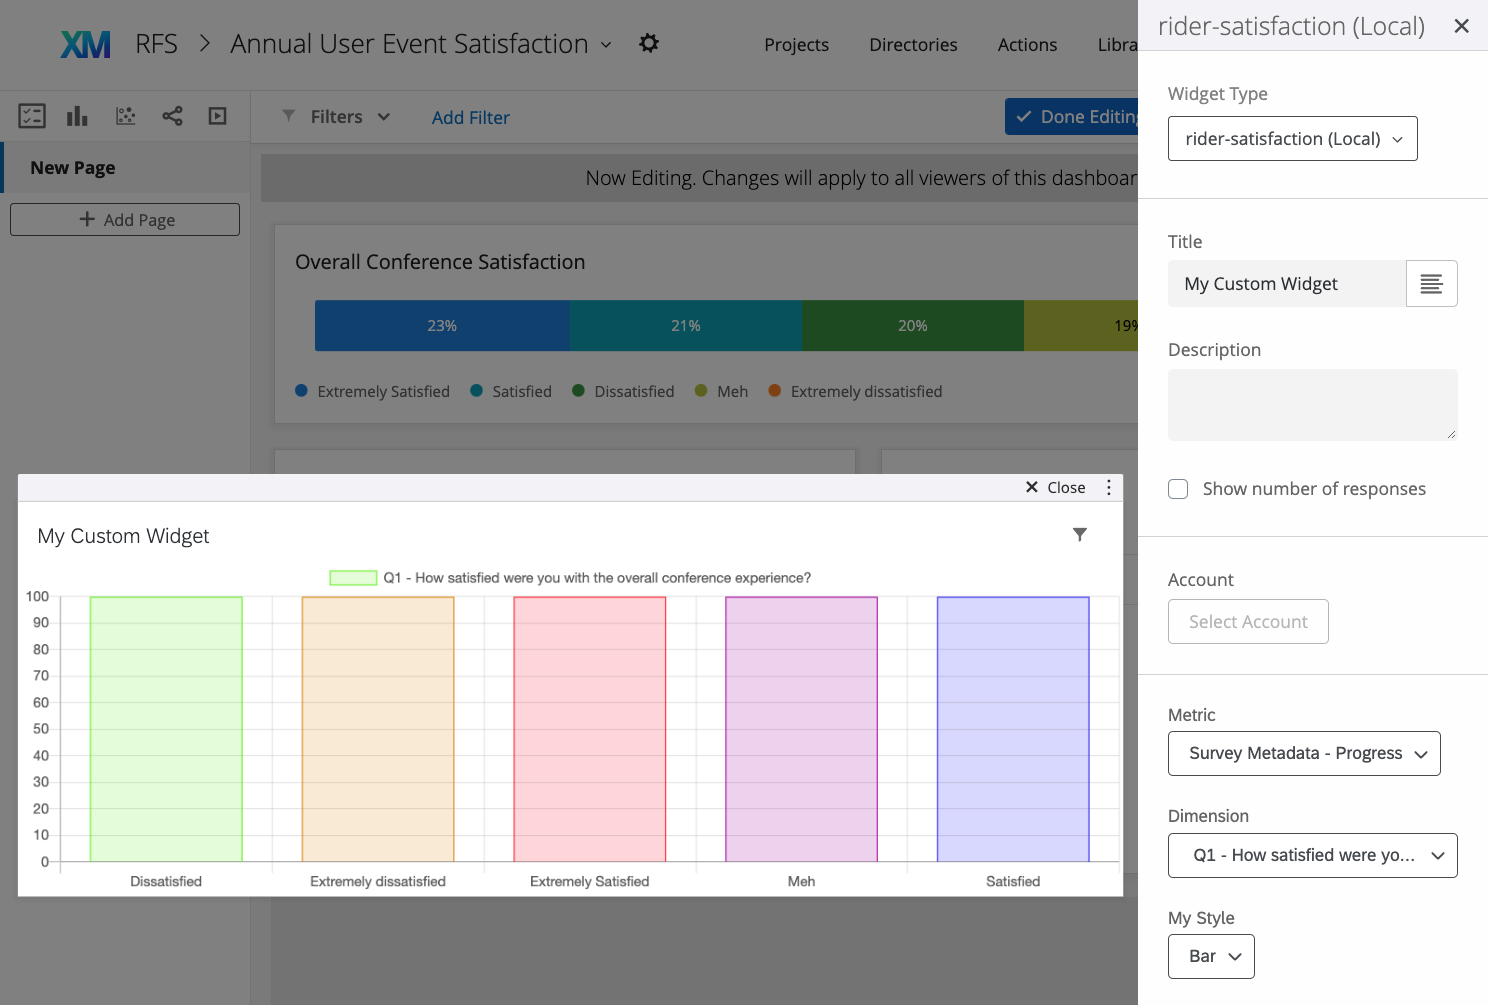 XM RFS > Annual User Event Satisfaction
Projects Directories Actions Libra
Filters Add Filter Done Editing
New Page
+ Add Page
Now Editing. Changes will apply to all viewers of this dashboar
Overall Conference Satisfaction
23% 21% 20% 19%
Extremely Satisfied Satisfied Dissatisfied Meh Extremely dissatisfied
Close
My Custom Widget
Q1 - How satisfied were you with the overall conference experience?
100
90
80
70
60
50
40
30
20
10
0
Dissatisfied Extremely dissatisfied Extremely Satisfied Meh Satisfied
rider-satisfaction (Local)
Widget Type
rider-satisfaction (Local)
Title
My Custom Widget
Description
Show number of responses
Account
Select Account
Metric
Survey Metadata - Progress
Dimension
Q1 - How satisfied were yo...
My Style
Bar